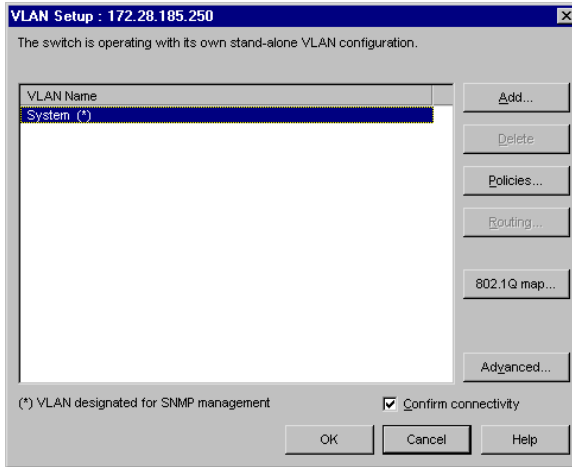 VLAN Setup : 172.28.185.250
The switch is operating with its own stand-alone VLAN configuration.
VLAN Name
System (*)
Add...
Delete
Policies...
Routing...
802.1Q map...
Advanced...
(*) VLAN designated for SNMP management
Confirm connectivity
OK
Cancel
Help